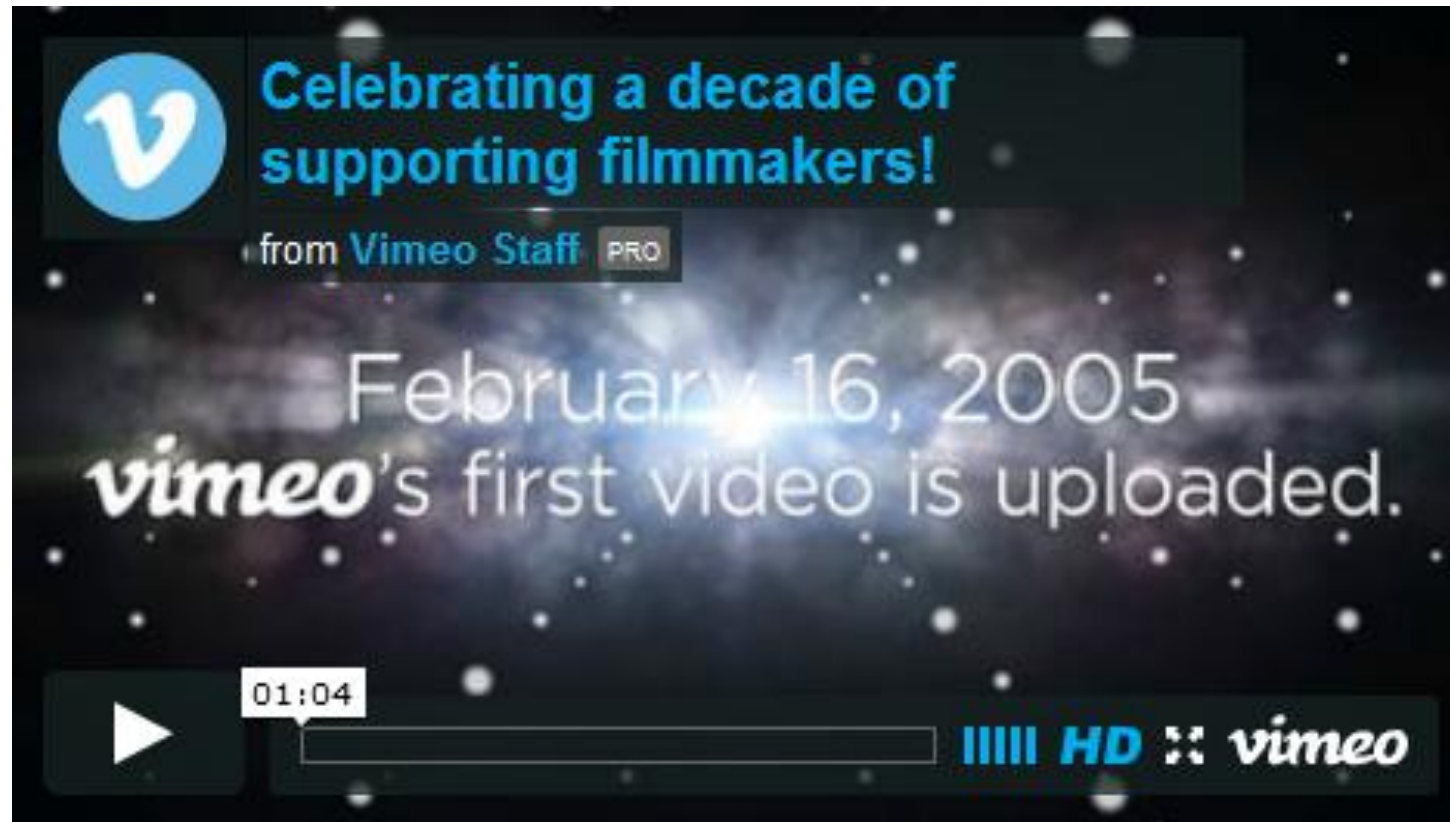 Celebrating a decade of
supporting filmmakers!
from Vimeo Staff PRO
February 16, 2005
vimeo's first video is uploaded.
01:04
HD vimeo